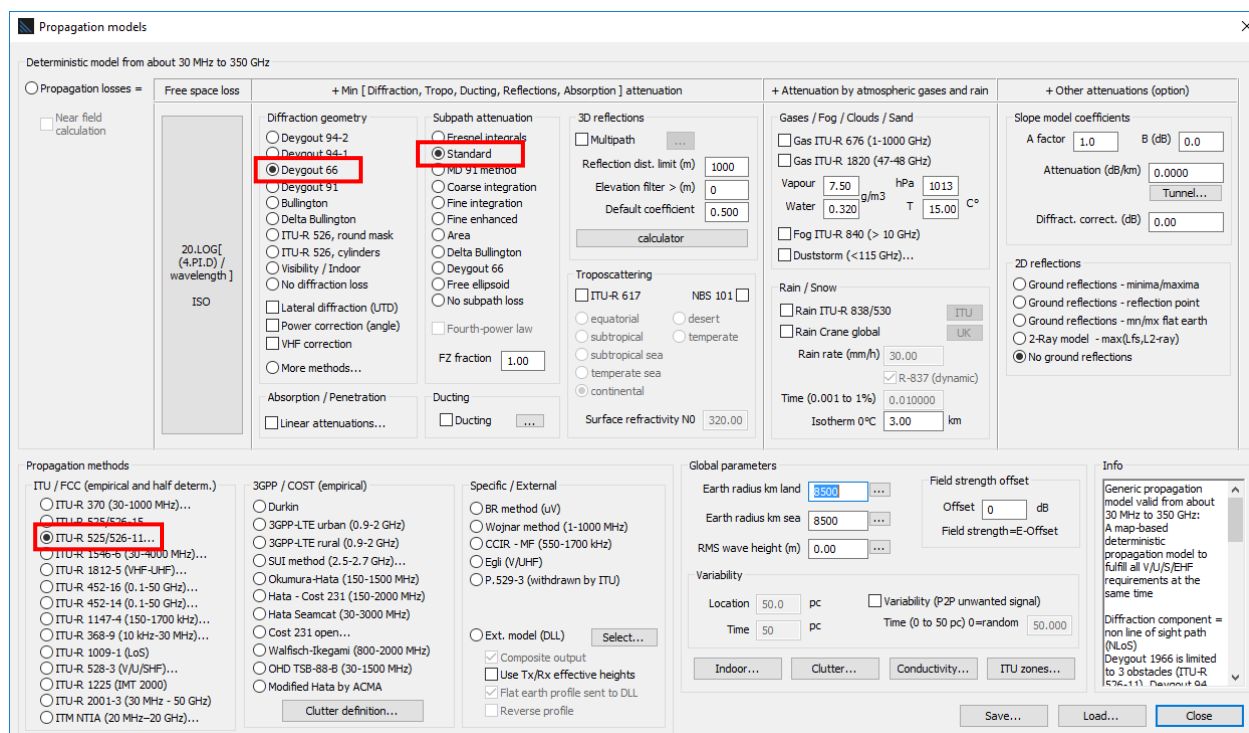 Propagation models
Deterministic model from about 30 MHz to 350 GHz
Propagation losses =
Near field
calculation
Free space loss
20.LOG[
(4.PI.D) /
wavelength ]
ISO
+ Min [ Diffraction, Tropo, Ducting, Reflections, Absorption ] attenuation
Diffraction geometry
Deygout 94-2
Deygout 94-1
Deygout 66
Deygout 91
Bullington
Delta Bullington
ITU-R 526, round mask
ITU-R 526, cylinders
Visibility / Indoor
No diffraction loss
Lateral diffraction (UTD)
Power correction (angle)
VHF correction
More methods...
Absorption / Penetration
Linear attenuations...
Subpath attenuation
Fresnel integrals
Standard
MD 91 method
Coarse integration
Fine integration
Fine enhanced
Area
Delta Bullington
Deygout 66
Free ellipsoid
No subpath loss
Fourth-power law
FZ fraction 1.00
Ducting
Ducting ...
3D reflections
Multipath ...
Reflection dist. limit (m) 1000
Elevation filter > (m) 0
Default coefficient 0.500
calculator
Troposcattering
ITU-R 617 NBS 101
equatorial desert
subtropical temperate
subtropical sea
temperate sea
continental
Surface refractivity N0 320.00
+ Attenuation by atmospheric gases and rain
Gases / Fog / Clouds / Sand
Gas ITU-R 676 (1-1000 GHz)
Gas ITU-R 1820 (47-48 GHz)
Vapour 7.50 g/m3 hPa 1013
Water 0.320 T 15.00 C°
Fog ITU-R 840 (> 10 GHz)
Duststorm (<115 GHz)...
Rain / Snow
Rain ITU-R 838/530 ITU
Rain Crane global UK
Rain rate (mm/h) 30.00
R-837 (dynamic)
Time (0.001 to 1%) 0.010000
Isotherm 0°C 3.00 km
+ Other attenuations (option)
Slope model coefficients
A factor 1.0 B (dB) 0.0
Attenuation (dB/km) 0.0000
Tunnel...
Diffract. correct. (dB) 0.00
2D reflections
Ground reflections - minima/maxima
Ground reflections - reflection point
Ground reflections - mn/mx flat earth
2-Ray model - max(Lfs,L2-ray)
No ground reflections
Propagation methods
ITU / FCC (empirical and half determ.)
ITU-R 370 (30-1000 MHz)...
ITU-R 525/526-15...
ITU-R 525/526-11...
ITU-R 1546-6 (30-4000 MHz)...
ITU-R 1812-5 (VHF-UHF)...
ITU-R 452-16 (0.1-50 GHz)...
ITU-R 452-14 (0.1-50 GHz)...
ITU-R 1147-4 (150-1700 kHz)...
ITU-R 368-9 (10 kHz-30 MHz)...
ITU-R 1009-1 (LoS)
ITU-R 528-3 (V/U/SHF)...
ITU-R 1225 (IMT 2000)
ITU-R 2001-3 (30 MHz - 50 GHz)
ITM NTIA (20 MHz–20 GHz)...
3GPP / COST (empirical)
Durkin
3GPP-LTE urban (0.9-2 GHz)
3GPP-LTE rural (0.9-2 GHz)
SUI method (2.5-2.7 GHz)...
Okumura-Hata (150-1500 MHz)
Hata - Cost 231 (150-2000 MHz)
Hata Seamcat (30-3000 MHz)
Cost 231 open...
Walfisch-Ikegami (800-2000 MHz)
OHD TSB-88-B (30-1500 MHz)
Modified Hata by ACMA
Clutter definition...
Specific / External
BR method (uV)
Wojnar method (1-1000 MHz)
CCIR - MF (550-1700 kHz)
Egli (V/UHF)
P.529-3 (withdrawn by ITU)
Ext. model (DLL) Select...
Composite output
Use Tx/Rx effective heights
Flat earth profile sent to DLL
Reverse profile
Global parameters
Earth radius km land 8500 ...
Earth radius km sea 8500 ...
RMS wave height (m) 0.00 ...
Field strength offset
Offset 0 dB
Field strength=E-Offset
Variability
Location 50.0 pc
Time 50 pc
Variability (P2P unwanted signal)
Time (0 to 50 pc) 0=random 50.000
Indoor... Clutter... Conductivity... ITU zones...
Info
Generic propagation
model valid from about
30 MHz to 350 GHz:
A map-based
deterministic
propagation model to
fulfill all V/U/S/EHF
requirements at the
same time
Diffraction component =
non line of sight path
(NLoS)
Deygout 1966 is limited
to 3 obstacles (ITU-R
526-11). Deygout 94
Save... Load... Close